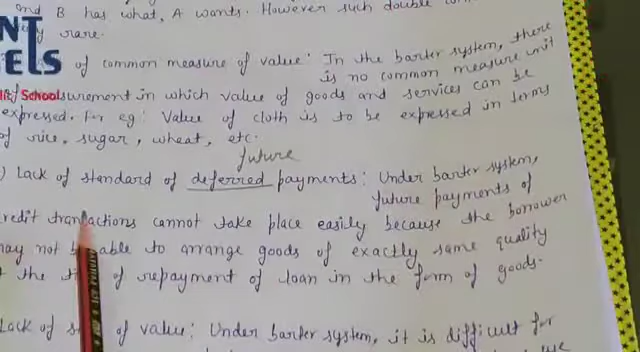 and B has what, A wants. However such double
rare.
NT
ELS
of common measure of value: In the barter system, there
is no common measure unit
School surement in which value of goods and services can be
expressed. For eg: Value of cloth is to be expressed in terms
of rice, sugar, wheat, etc.
future
) Lack of standard of deferred payments: Under barter system,
future payments of
redit transactions cannot take place easily because the borrower
may not be able to arrange goods of exactly same quality
the of repayment of loan in the form of goods.
Lack of of value: Under barter system, it is difficult for